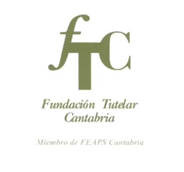 fTC
Fundación Tutelar
Cantabria
Miembro de FEAPS Cantabria